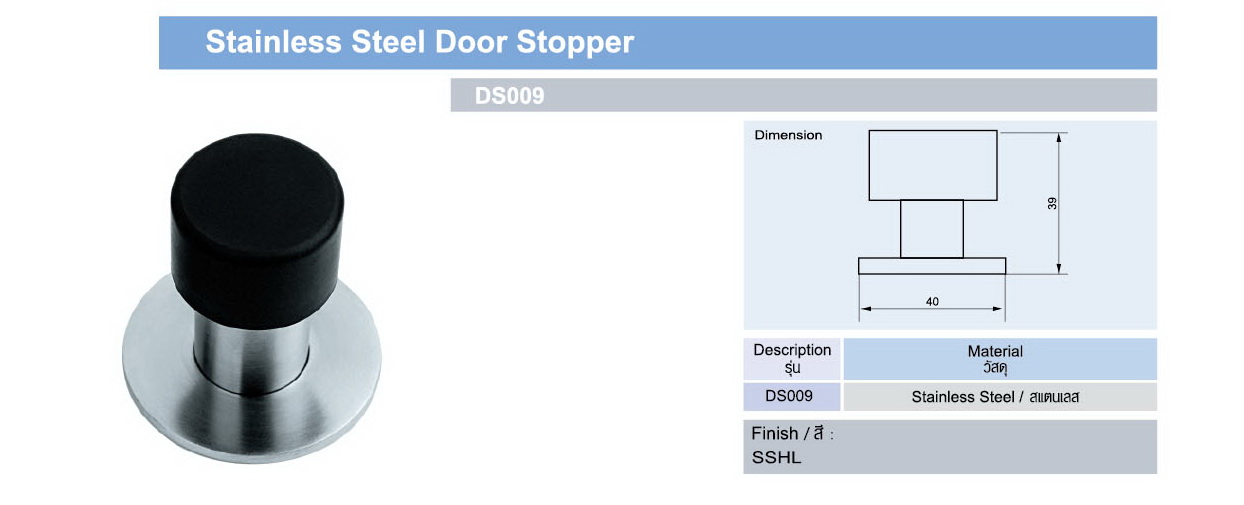 Stainless Steel Door Stopper
DS009
Dimension
39
40
Description
รุ่น
Material
วัสดุ
DS009
Stainless Steel / สแตนเลส
Finish / สี :
SSHL